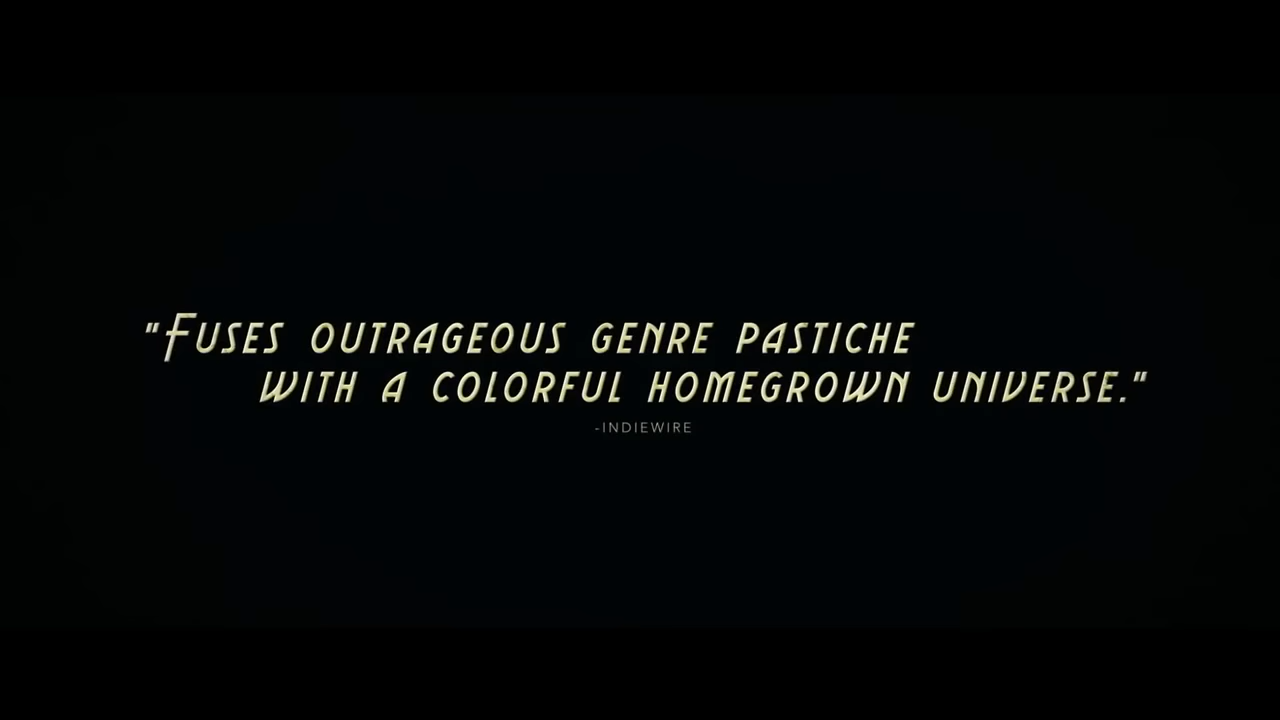 "FUSES OUTRAGEOUS GENRE PASTICHE
WITH A COLORFUL HOMEGROWN UNIVERSE."
-INDIEWIRE